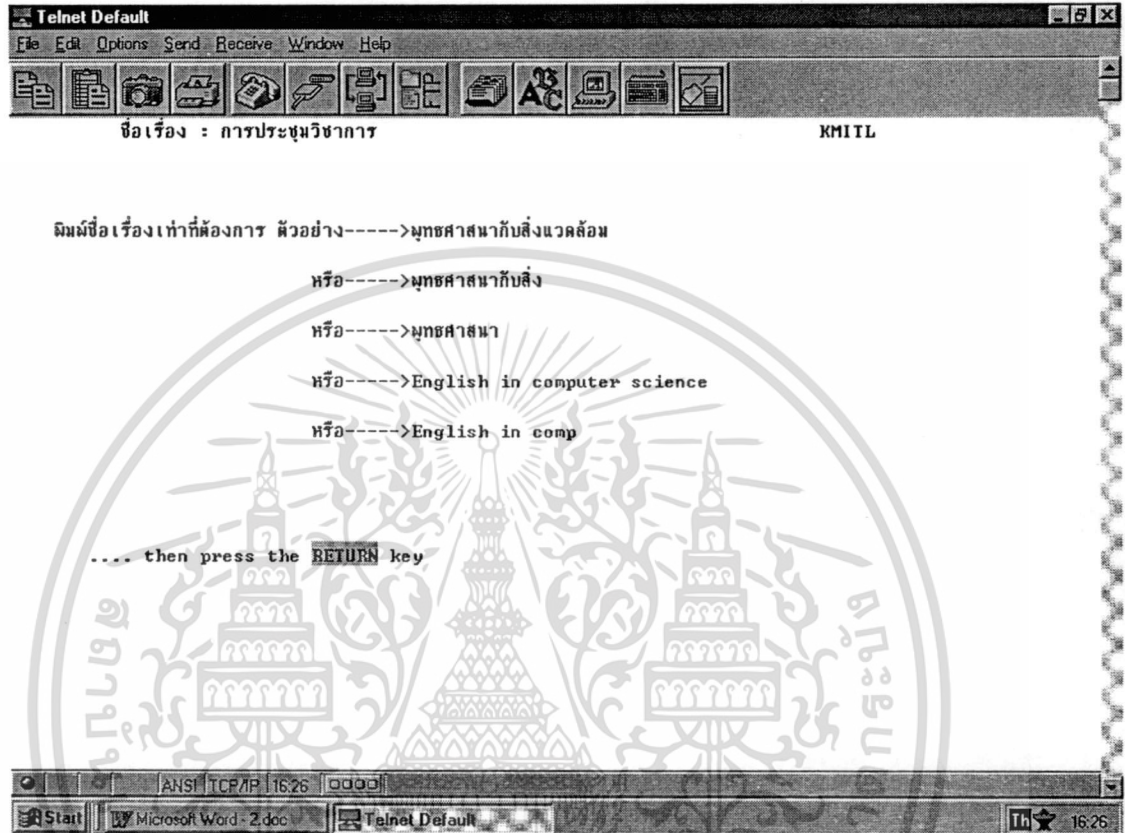 Telnet Default
File Edit Options Send Receive Window Help
ชื่อเรื่อง : การประชุมวิชาการ KMITL
พิมพ์ชื่อเรื่องเท่าที่ต้องการ ตัวอย่าง----->พุทธศาสนากับสิ่งแวดล้อม
หรือ----->พุทธศาสนากับสิ่ง
หรือ----->พุทธศาสนา
หรือ----->English in computer science
หรือ----->English in comp
.... then press the RETURN key
ANSI TCP/IP 16:26
Start Microsoft Word - 2.doc Telnet Default Th 16:26